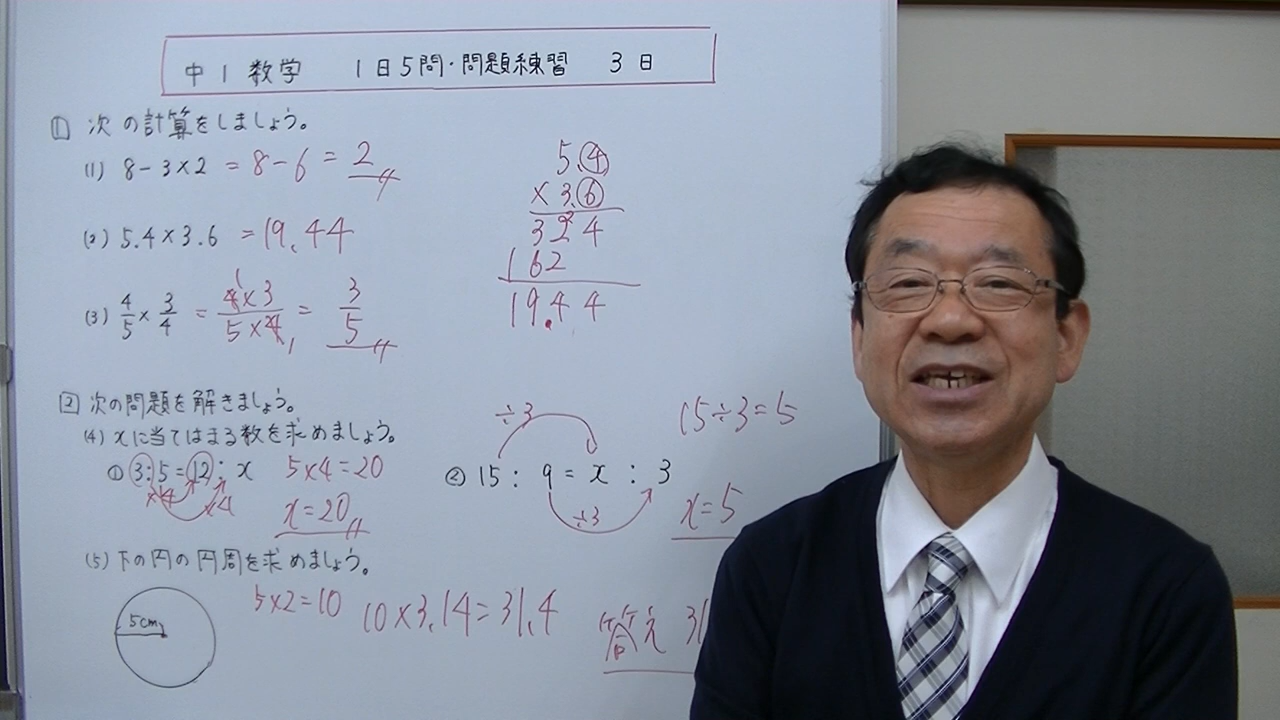 中1数学 1日5問・問題練習 3日
① 次の計算をしましょう。
(1) 8-3×2 = 8-6 = 2
(2) 5.4×3.6 = 19.44
(3) 4/5 × 3/4 = 4×3/5×4 = 3/5
1
1
5.4
×3.6
324
2
162
19.44
② 次の問題を解きましょう。
(4) xに当てはまる数を求めましょう。
① 3:5=12:x 5×4=20
×4 ×4
x=20
÷3
15÷3=5
② 15:9=x:3
÷3
x=5
(5) 下の円の円周を求めましょう。
5cm
5×2=10 10×3.14=31.4
答え 31